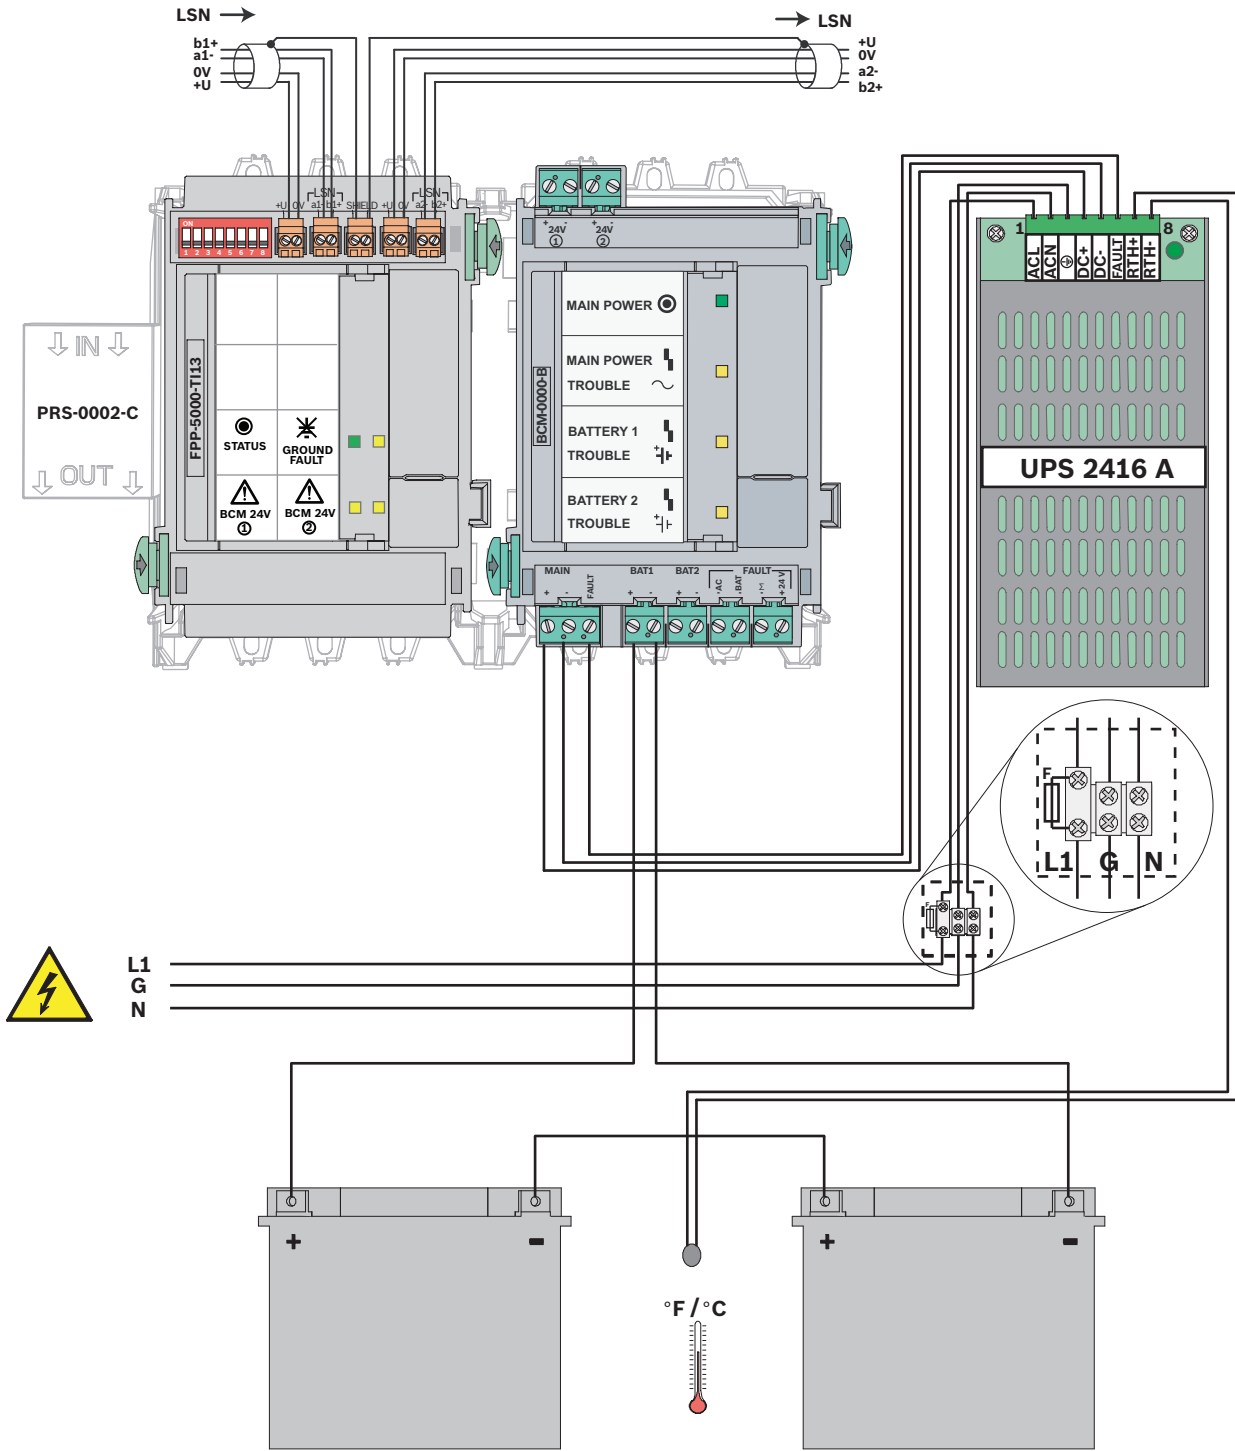 LSN
LSN
b1+
a1-
0V
+U
+U
0V
a2-
b2+
LSN
LSN
+U 0V a1- b1+ SHIELD +U 0V a2- b2+
ON
1 2 3 4 5 6 7 8
+ -
24V
1
+ -
24V
2
1
8
ACL
ACN
DC+
DC-
FAULT
RTH+
RTH-
IN
PRS-0002-C
OUT
FPP-5000-TI13
STATUS
GROUND
FAULT
BCM 24V
1
BCM 24V
2
BCM-0000-B
MAIN POWER
MAIN POWER
TROUBLE
BATTERY 1
TROUBLE
BATTERY 2
TROUBLE
UPS 2416 A
MAIN
BAT1
BAT2
FAULT
+ -
FAULT
+ -
+ -
-AC
-BAT
+24 V
F
L1
G
N
F
L1
G
N
+
-
+
-
°F / °C